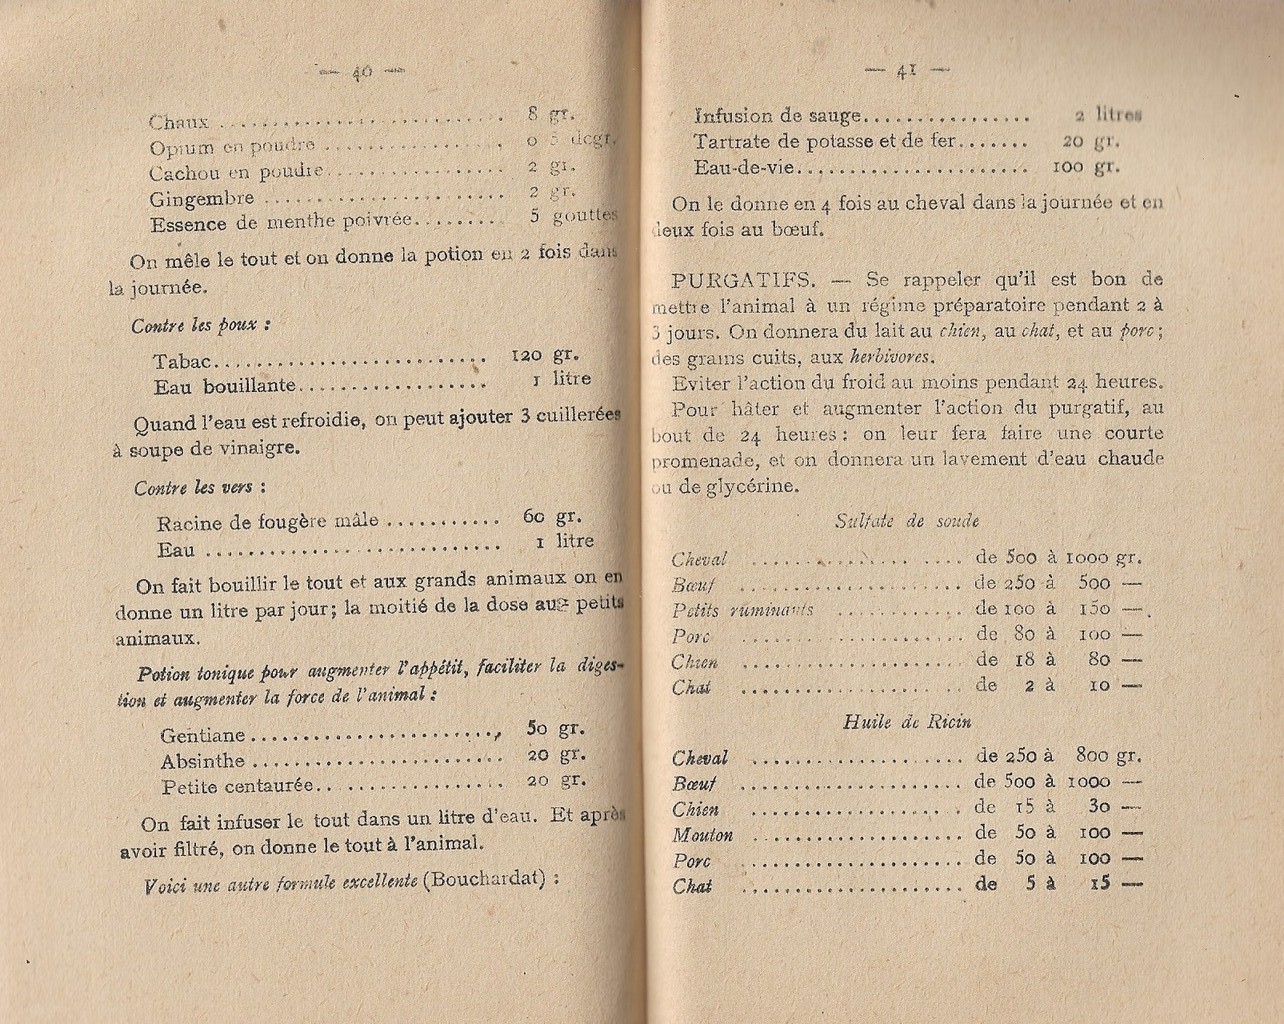 — 40 —
Chaux ............................ 8 gr.
Opium en poudre .................. 0 5 dcgr.
Cachou en poudre................. 2 gr.
Gingembre ........................ 2 gr.
Essence de menthe poivrée......... 5 gouttes
On mêle le tout et on donne la potion en 2 fois dans
la journée.
Contre les poux :
Tabac........................... 120 gr.
Eau bouillante.................. 1 litre
Quand l'eau est refroidie, on peut ajouter 3 cuillerées
à soupe de vinaigre.
Contre les vers :
Racine de fougère mâle ........... 60 gr.
Eau ............................ 1 litre
On fait bouillir le tout et aux grands animaux on en
donne un litre par jour; la moitié de la dose aux petits
animaux.
Potion tonique pour augmenter l'appétit, faciliter la diges-
tion et augmenter la force de l'animal :
Gentiane ........................ 50 gr.
Absinthe ........................ 20 gr.
Petite centaurée.. ............... 20 gr.
On fait infuser le tout dans un litre d'eau. Et après
avoir filtré, on donne le tout à l'animal.
Voici une autre formule excellente (Bouchardat) :
— 41 —
Infusion de sauge................ 2 litres
Tartrate de potasse et de fer....... 20 gr.
Eau-de-vie...................... 100 gr.
On le donne en 4 fois au cheval dans la journée et en
deux fois au bœuf.
PURGATIFS. — Se rappeler qu'il est bon de
mettre l'animal à un régime préparatoire pendant 2 à
3 jours. On donnera du lait au chien, au chat, et au porc;
des grains cuits, aux herbivores.
Eviter l'action du froid au moins pendant 24 heures.
Pour hâter et augmenter l'action du purgatif, au
bout de 24 heures : on leur fera faire une courte
promenade, et on donnera un lavement d'eau chaude
ou de glycérine.
Sulfate de soude
Cheval ..................... de 500 à 1000 gr.
Bœuf ...................... de 250 à 500 —
Petits ruminants ............ de 100 à 150 —
Porc ...................... de 80 à 100 —
Chien ...................... de 18 à 80 —
Chat ...................... de 2 à 10 —
Huile de Ricin
Cheval ..................... de 250 à 800 gr.
Bœuf ...................... de 500 à 1000 —
Chien ...................... de 15 à 30 —
Mouton .................... de 50 à 100 —
Porc ...................... de 50 à 100 —
Chat ...................... de 5 à 15 —